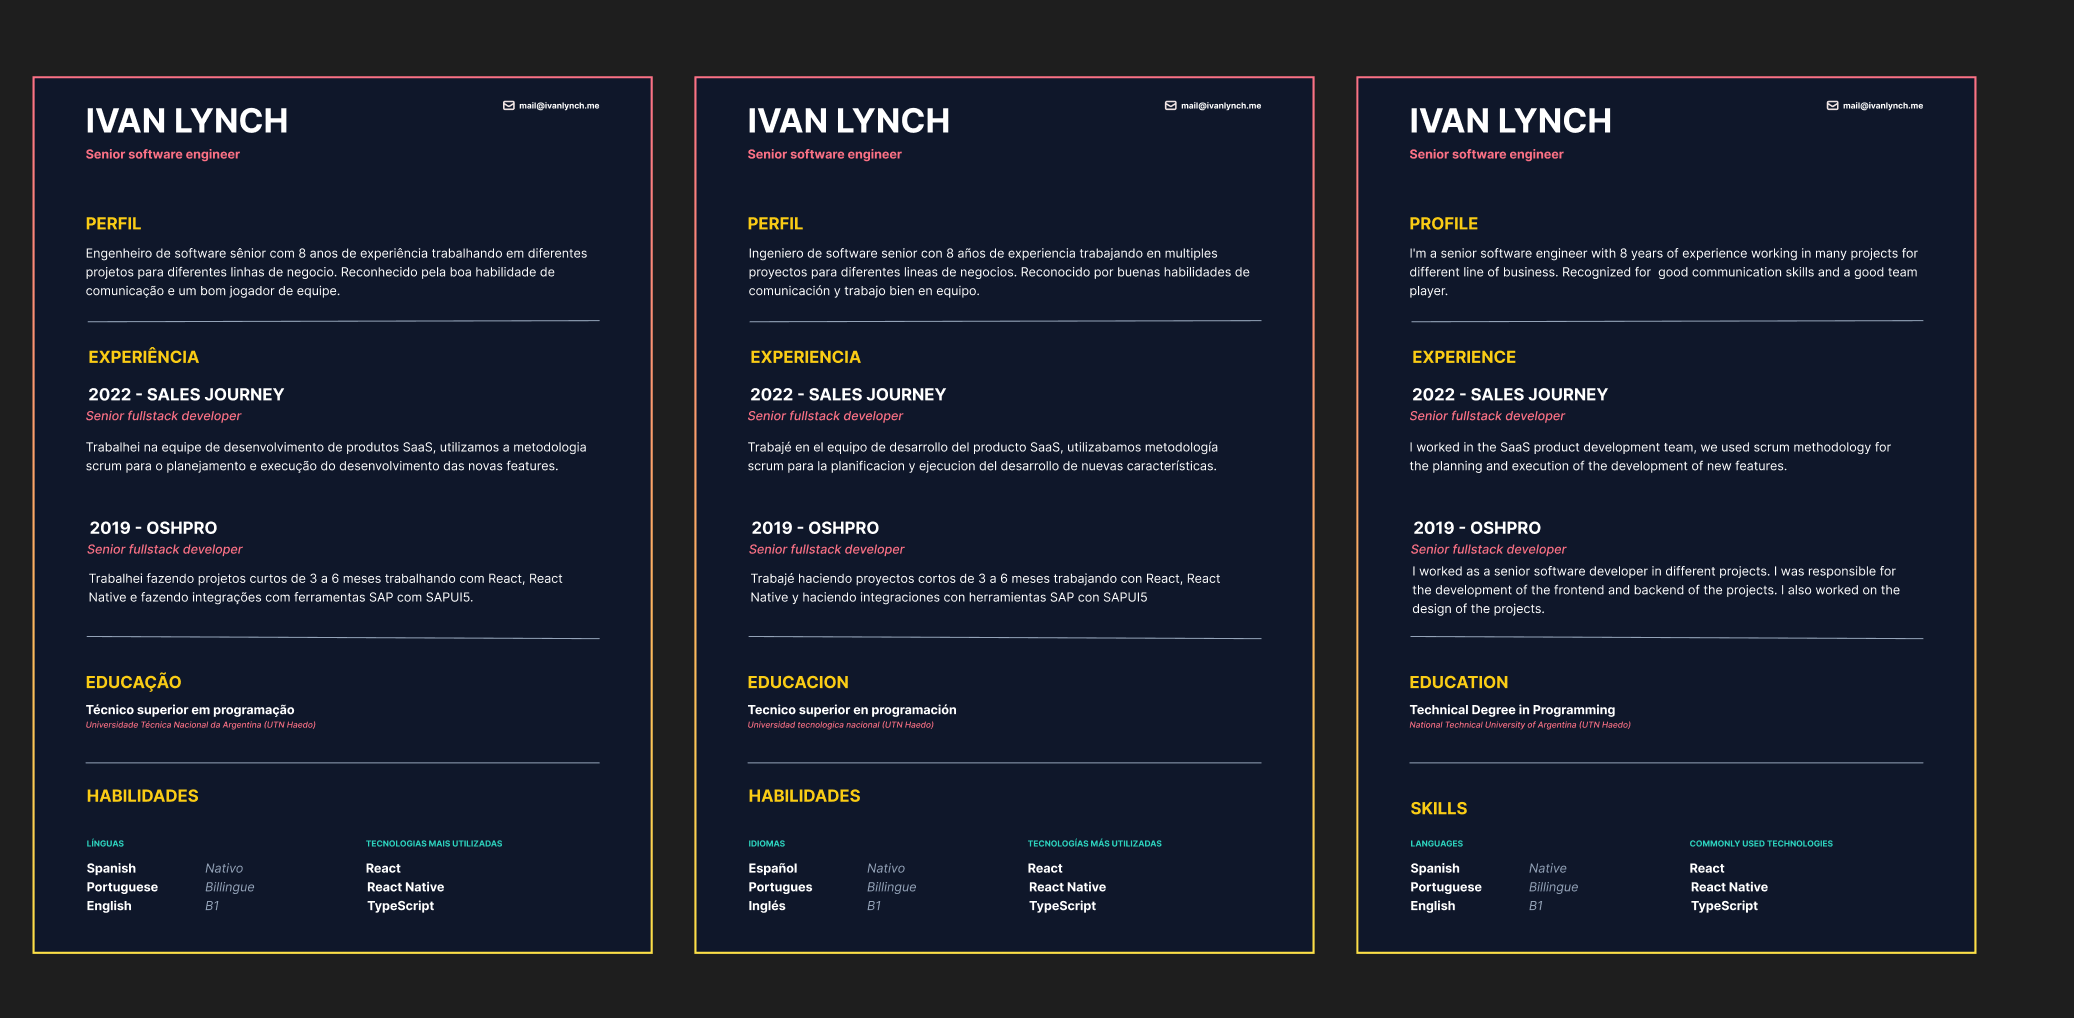 IVAN LYNCH
mail@ivanlynch.me
Senior software engineer
PERFIL
Engenheiro de software sênior com 8 anos de experiência trabalhando em diferentes
projetos para diferentes linhas de negocio. Reconhecido pela boa habilidade de
comunicação e um bom jogador de equipe.
EXPERIÊNCIA
2022 - SALES JOURNEY
Senior fullstack developer
Trabalhei na equipe de desenvolvimento de produtos SaaS, utilizamos a metodologia
scrum para o planejamento e execução do desenvolvimento das novas features.
2019 - OSHPRO
Senior fullstack developer
Trabalhei fazendo projetos curtos de 3 a 6 meses trabalhando com React, React
Native e fazendo integrações com ferramentas SAP com SAPUI5.
EDUCAÇÃO
Técnico superior em programação
Universidade Técnica Nacional da Argentina (UTN Haedo)
HABILIDADES
LÍNGUAS
Spanish Nativo
Portuguese Billingue
English B1
TECNOLOGIAS MAIS UTILIZADAS
React
React Native
TypeScript
IVAN LYNCH
mail@ivanlynch.me
Senior software engineer
PERFIL
Ingeniero de software senior con 8 años de experiencia trabajando en multiples
proyectos para diferentes lineas de negocios. Reconocido por buenas habilidades de
comunicación y trabajo bien en equipo.
EXPERIENCIA
2022 - SALES JOURNEY
Senior fullstack developer
Trabajé en el equipo de desarrollo del producto SaaS, utilizabamos metodología
scrum para la planificacion y ejecucion del desarrollo de nuevas características.
2019 - OSHPRO
Senior fullstack developer
Trabajé haciendo proyectos cortos de 3 a 6 meses trabajando con React, React
Native y haciendo integraciones con herramientas SAP con SAPUI5
EDUCACION
Tecnico superior en programación
Universidad tecnologica nacional (UTN Haedo)
HABILIDADES
IDIOMAS
Español Nativo
Portugues Billingue
Inglés B1
TECNOLOGÍAS MÁS UTILIZADAS
React
React Native
TypeScript
IVAN LYNCH
mail@ivanlynch.me
Senior software engineer
PROFILE
I'm a senior software engineer with 8 years of experience working in many projects for
different line of business. Recognized for  good communication skills and a good team
player.
EXPERIENCE
2022 - SALES JOURNEY
Senior fullstack developer
I worked in the SaaS product development team, we used scrum methodology for
the planning and execution of the development of new features.
2019 - OSHPRO
Senior fullstack developer
I worked as a senior software developer in different projects. I was responsible for
the development of the frontend and backend of the projects. I also worked on the
design of the projects.
EDUCATION
Technical Degree in Programming
National Technical University of Argentina (UTN Haedo)
SKILLS
LANGUAGES
Spanish Native
Portuguese Billingue
English B1
COMMONLY USED TECHNOLOGIES
React
React Native
TypeScript